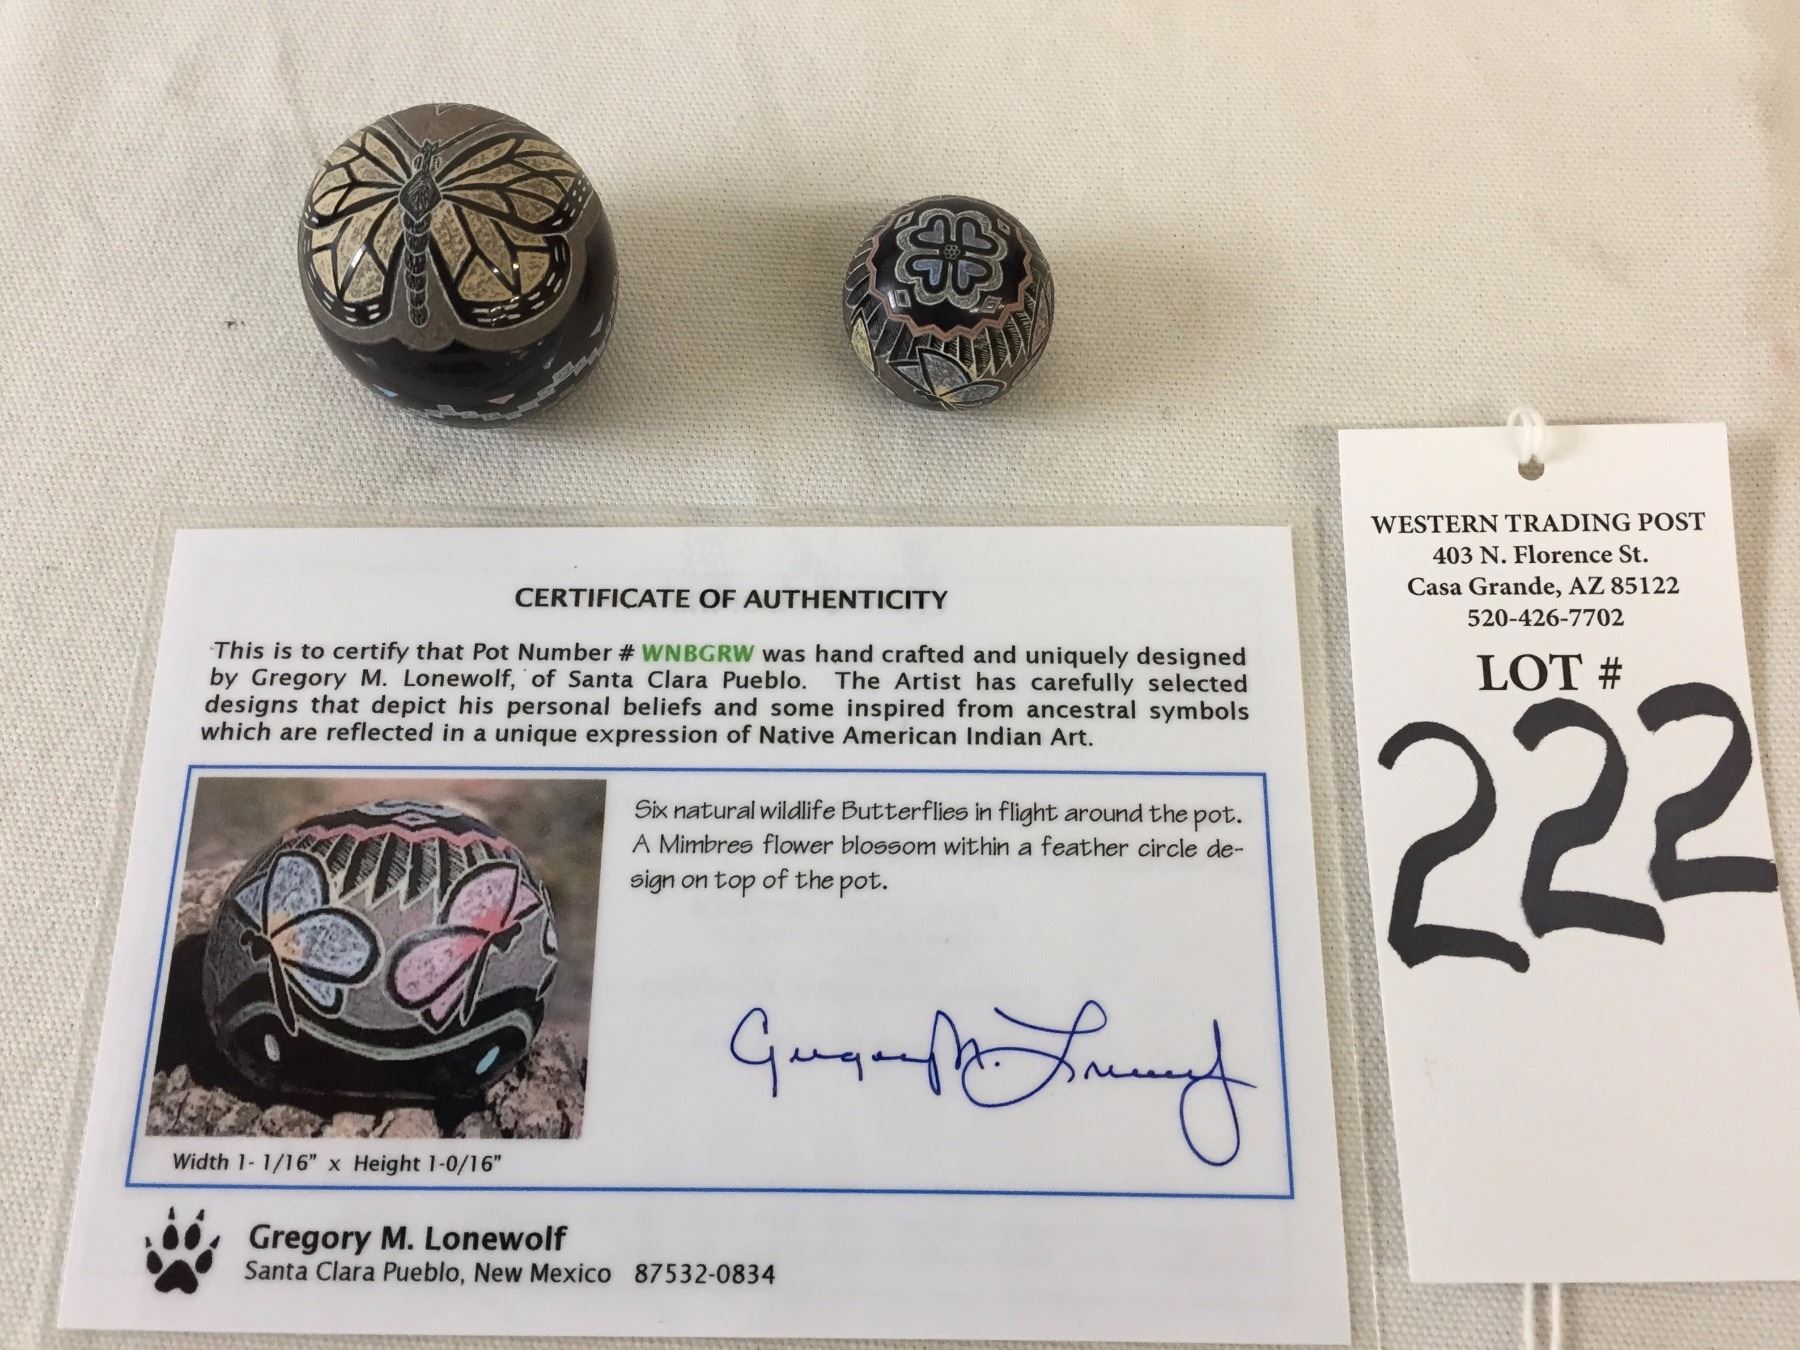 CERTIFICATE OF AUTHENTICITY
This is to certify that Pot Number # WNBGRW was hand crafted and uniquely designed
by Gregory M. Lonewolf, of Santa Clara Pueblo. The Artist has carefully selected
designs that depict his personal beliefs and some inspired from ancestral symbols
which are reflected in a unique expression of Native American Indian Art.
Six natural wildlife Butterflies in flight around the pot.
A Mimbres flower blossom within a feather circle de-
sign on top of the pot.
Gregory M. Lonewolf
Width 1- 1/16" x Height 1-0/16"
Gregory M. Lonewolf
Santa Clara Pueblo, New Mexico 87532-0834
WESTERN TRADING POST
403 N. Florence St.
Casa Grande, AZ 85122
520-426-7702
LOT #
222